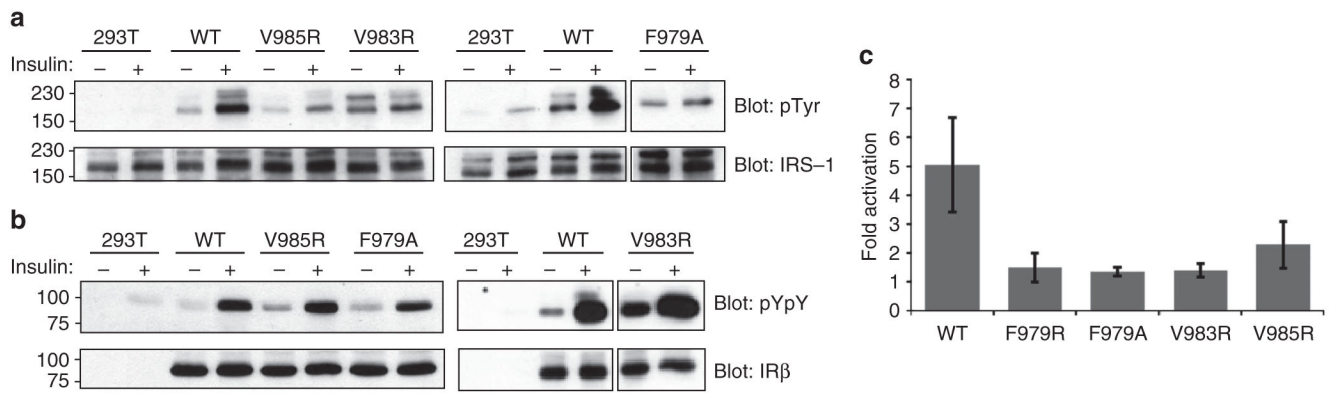 a
293T WT V985R V983R 293T WT F979A
Insulin: – + – + – + – + – + – + – +
230
150
Blot: pTyr
230
150
Blot: IRS–1
b
293T WT V985R F979A 293T WT V983R
Insulin: – + – + – + – + – + – + – +
100
75
*
Blot: pYpY
100
75
Blot: IRβ
c
Fold activation
8
7
6
5
4
3
2
1
0
WT F979R F979A V983R V985R